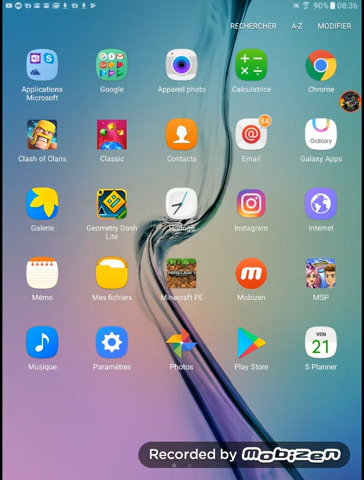 90% 08:36
RECHERCHER A-Z MODIFIER
Applications Microsoft
Google
Appareil photo
Calculatrice
Chrome
Clash of Clans
Classic
Contacts
84
Email
Galaxy
Galaxy Apps
Galerie
Geometry Dash Lite
Horloge
Instagram
Internet
Mémo
Mes fichiers
Minecraft PE
Mobizen
MSP
Musique
Paramètres
Photos
Play Store
VEN
21
S Planner
Recorded by Mobizen